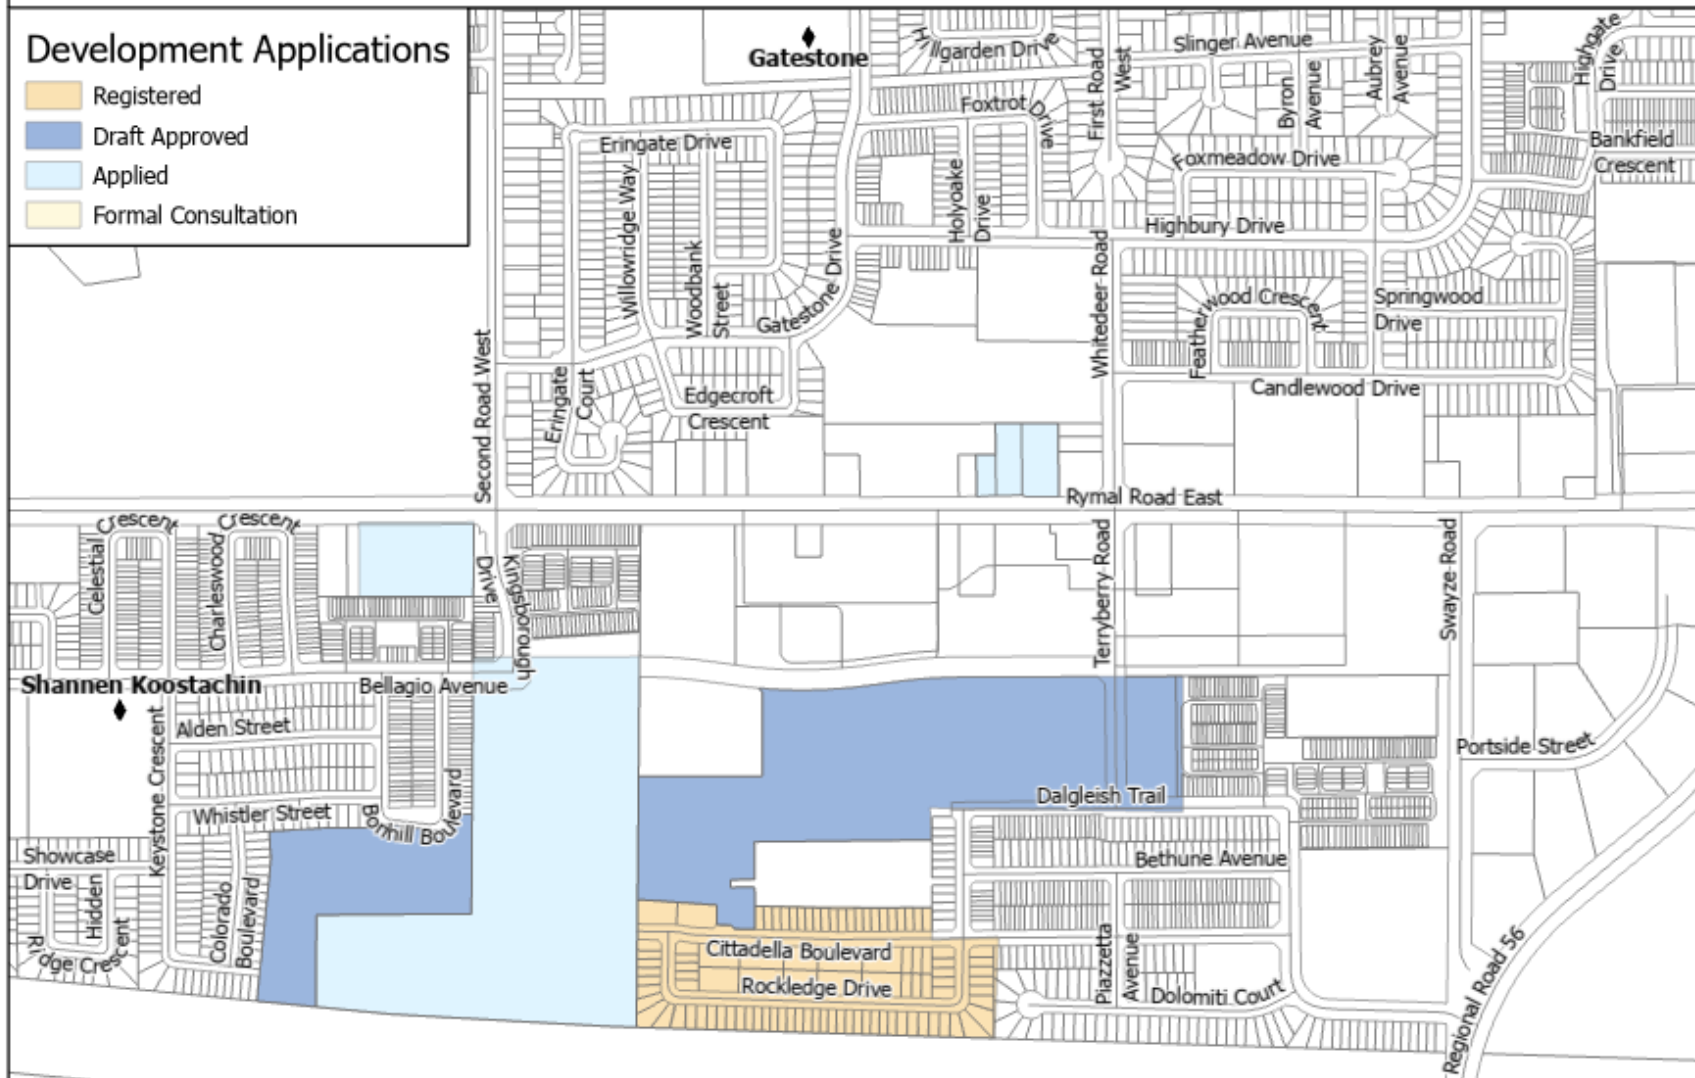 Development Applications
Registered
Draft Approved
Applied
Formal Consultation
Gatestone
Hillgarden Drive
First Road
West
Slinger Avenue
Byron
Avenue
Aubrey
Avenue
Highgate
Drive
Bankfield
Crescent
Foxtrot Drive
Eringate Drive
Foxmeadow Drive
Willowridge Way
Woodbank
Street
Gatestone Drive
Holyoake
Drive
Highbury Drive
Whitedeer Road
Featherwood Crescent
Springwood
Drive
Candlewood Drive
Second Road West
Eringate
Court
Edgecroft
Crescent
Rymal Road East
Celestial
Crescent
Charleswood
Crescent
Kingsborough
Drive
Terryberry Road
Swayze Road
Shannen Koostachin
Bellagio Avenue
Alden Street
Keystone Crescent
Whistler Street
Bonhill Boulevard
Portside Street
Dalgleish Trail
Bethune Avenue
Showcase
Drive
Hidden
Ridge Crescent
Colorado
Boulevard
Cittadella Boulevard
Rockledge Drive
Piazzetta
Avenue
Dolomiti Court
Regional Road 56